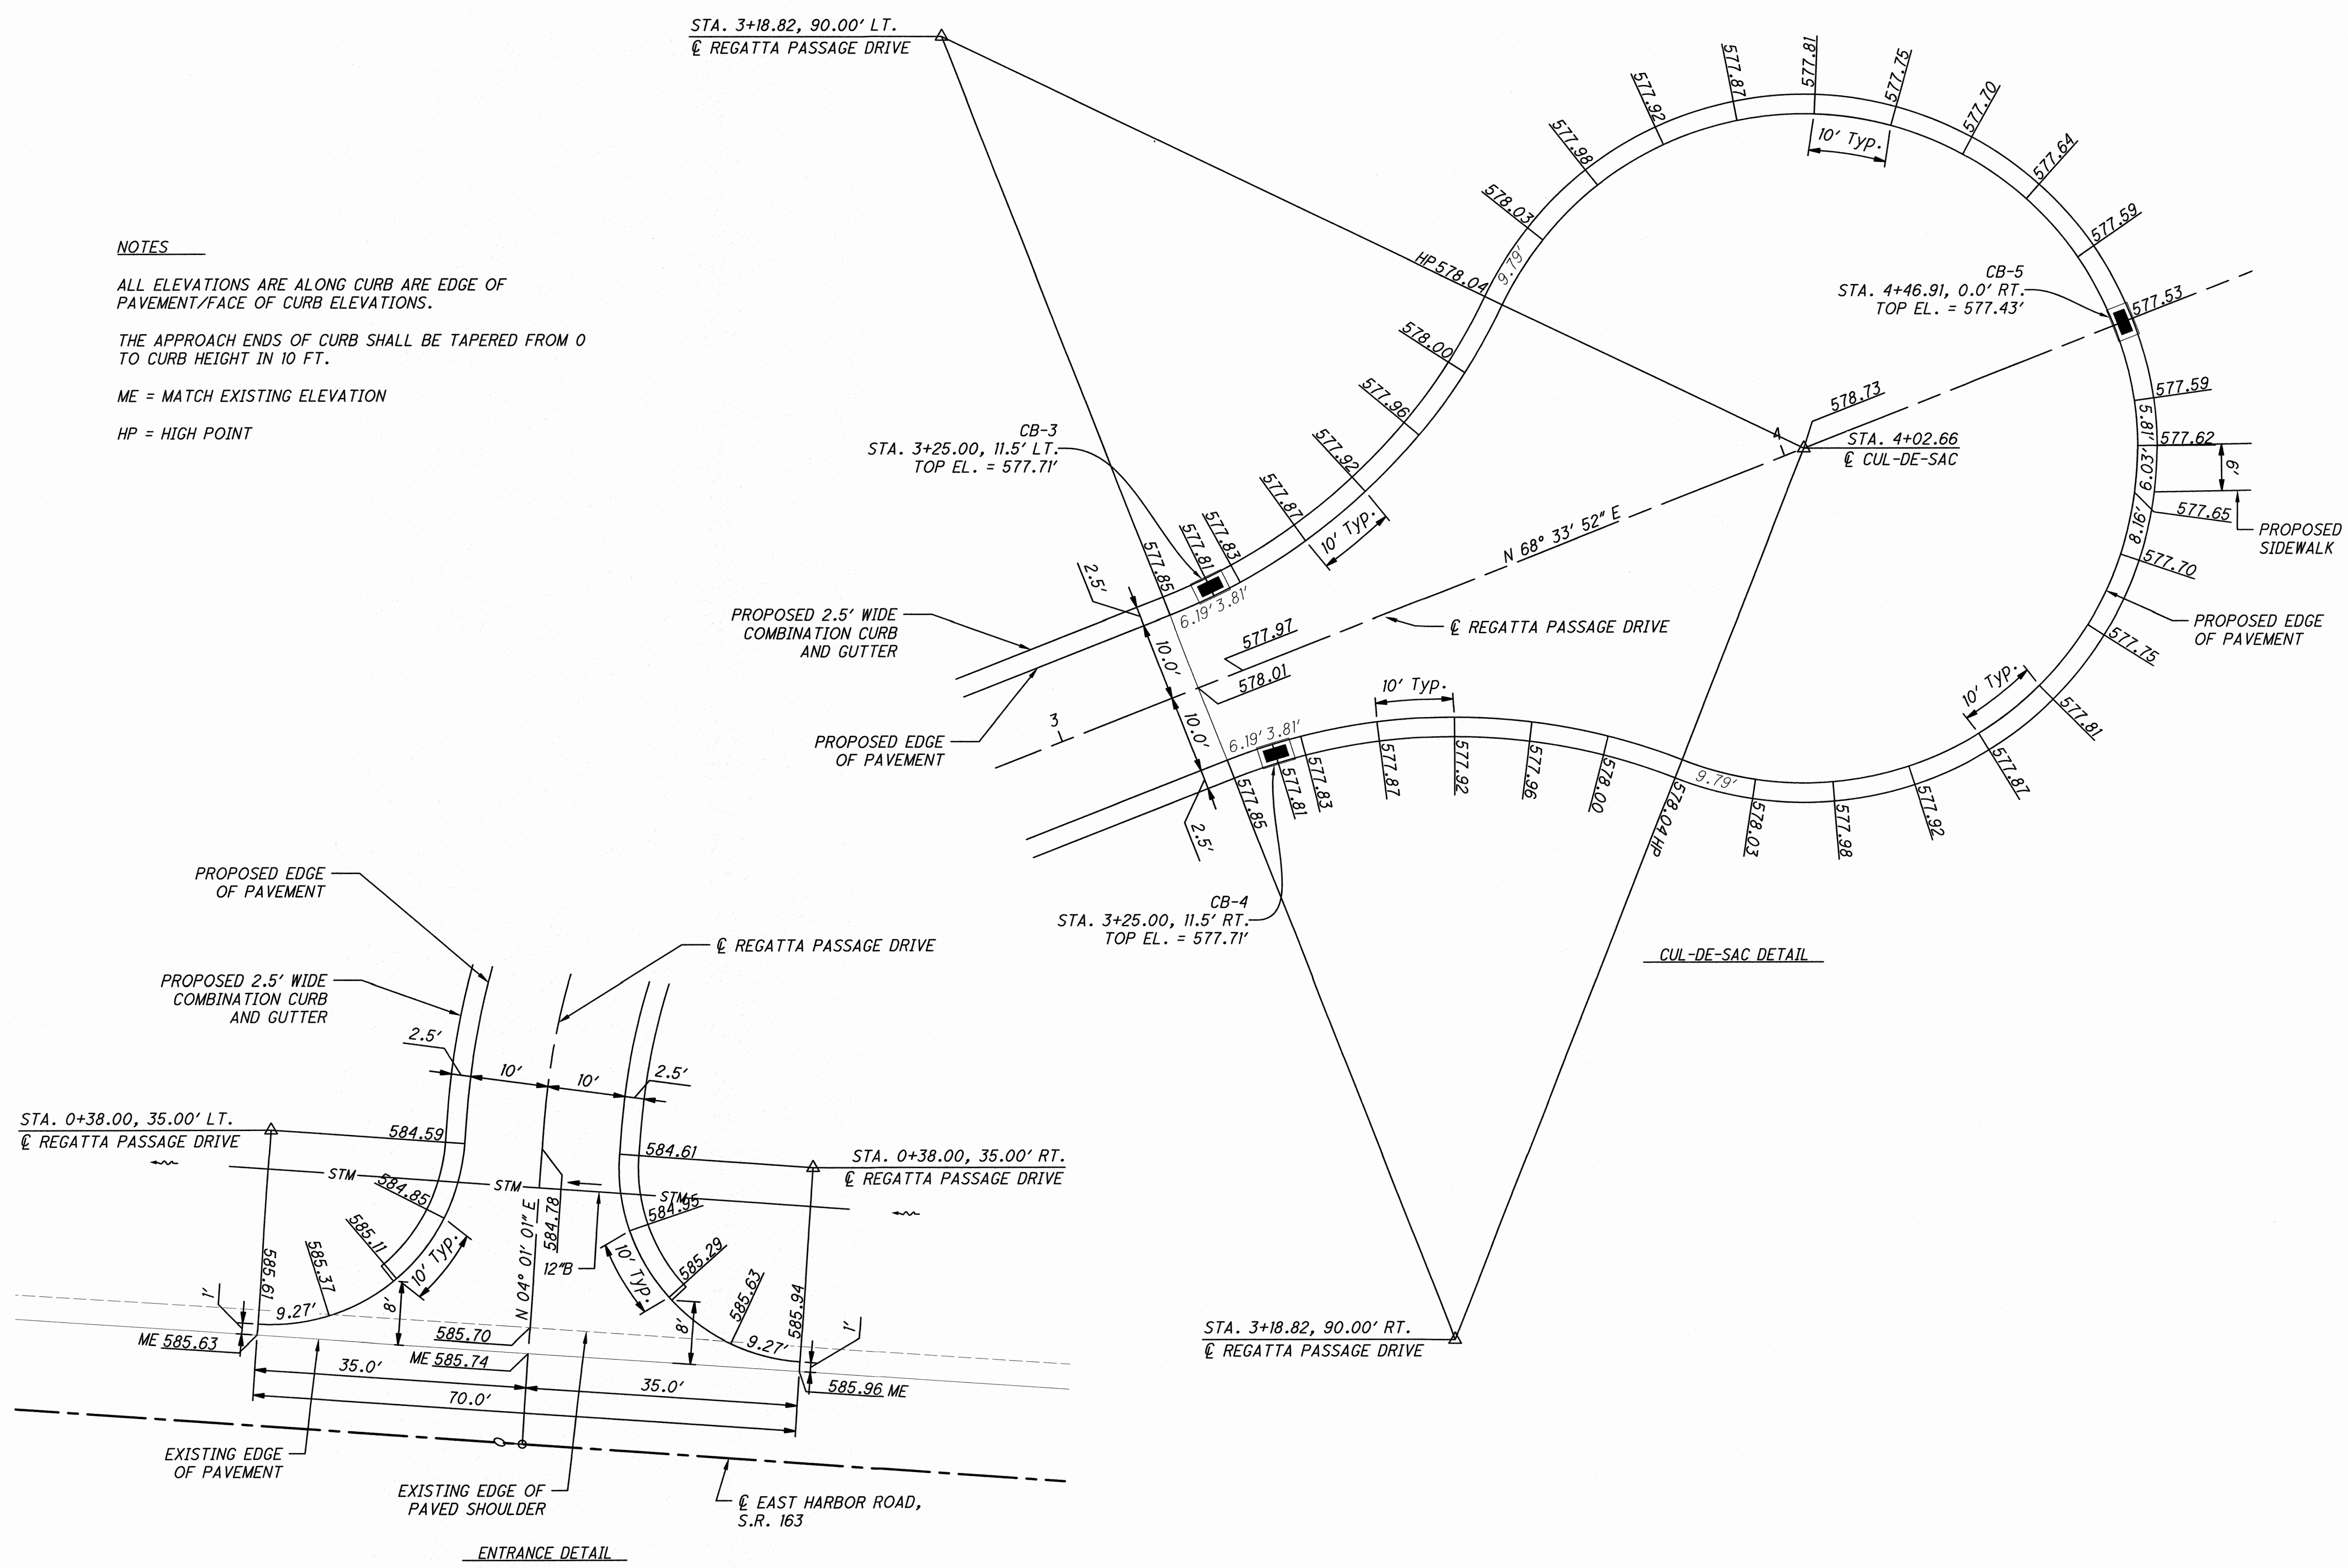 STA. 3+18.82, 90.00' LT.
℄ REGATTA PASSAGE DRIVE
NOTES
ALL ELEVATIONS ARE ALONG CURB ARE EDGE OF
PAVEMENT/FACE OF CURB ELEVATIONS.
THE APPROACH ENDS OF CURB SHALL BE TAPERED FROM 0
TO CURB HEIGHT IN 10 FT.
ME = MATCH EXISTING ELEVATION
HP = HIGH POINT
577.85
577.81
577.83
577.87
577.92
577.96
578.00
HP 578.04
9.79'
578.03
577.98
577.92
577.87
577.81
577.75
577.70
577.64
577.59
577.53
10' Typ.
10' Typ.
CB-5
STA. 4+46.91, 0.0' RT.
TOP EL. = 577.43'
577.59
5.81'
577.62
6.03'
6'
577.65
8.16'
PROPOSED
SIDEWALK
577.70
PROPOSED EDGE
OF PAVEMENT
577.75
577.81
10' Typ.
577.87
577.92
577.98
578.03
9.79'
578.04 HP
578.00
577.96
577.92
577.87
577.83
577.81
577.85
10' Typ.
6.19' 3.81'
578.73
4
STA. 4+02.66
℄ CUL-DE-SAC
N 68° 33' 52" E
℄ REGATTA PASSAGE DRIVE
CB-3
STA. 3+25.00, 11.5' LT.
TOP EL. = 577.71'
6.19' 3.81'
2.5'
PROPOSED 2.5' WIDE
COMBINATION CURB
AND GUTTER
10.0'
577.97
578.01
10.0'
3
PROPOSED EDGE
OF PAVEMENT
2.5'
CB-4
STA. 3+25.00, 11.5' RT.
TOP EL. = 577.71'
CUL-DE-SAC DETAIL
STA. 3+18.82, 90.00' RT.
℄ REGATTA PASSAGE DRIVE
PROPOSED EDGE
OF PAVEMENT
℄ REGATTA PASSAGE DRIVE
PROPOSED 2.5' WIDE
COMBINATION CURB
AND GUTTER
2.5'
10'
10'
2.5'
STA. 0+38.00, 35.00' LT.
℄ REGATTA PASSAGE DRIVE
584.59
584.61
STA. 0+38.00, 35.00' RT.
℄ REGATTA PASSAGE DRIVE
STM
STM
STM
584.85
584.95
585.11
585.29
585.37
585.63
585.61
585.94
584.78
N 04° 01' 01" E
12"B
10' Typ.
10' Typ.
1'
9.27'
8'
8'
9.27'
1'
ME 585.63
585.70
ME 585.74
585.96 ME
35.0'
35.0'
70.0'
EXISTING EDGE
OF PAVEMENT
EXISTING EDGE OF
PAVED SHOULDER
℄ EAST HARBOR ROAD,
S.R. 163
ENTRANCE DETAIL